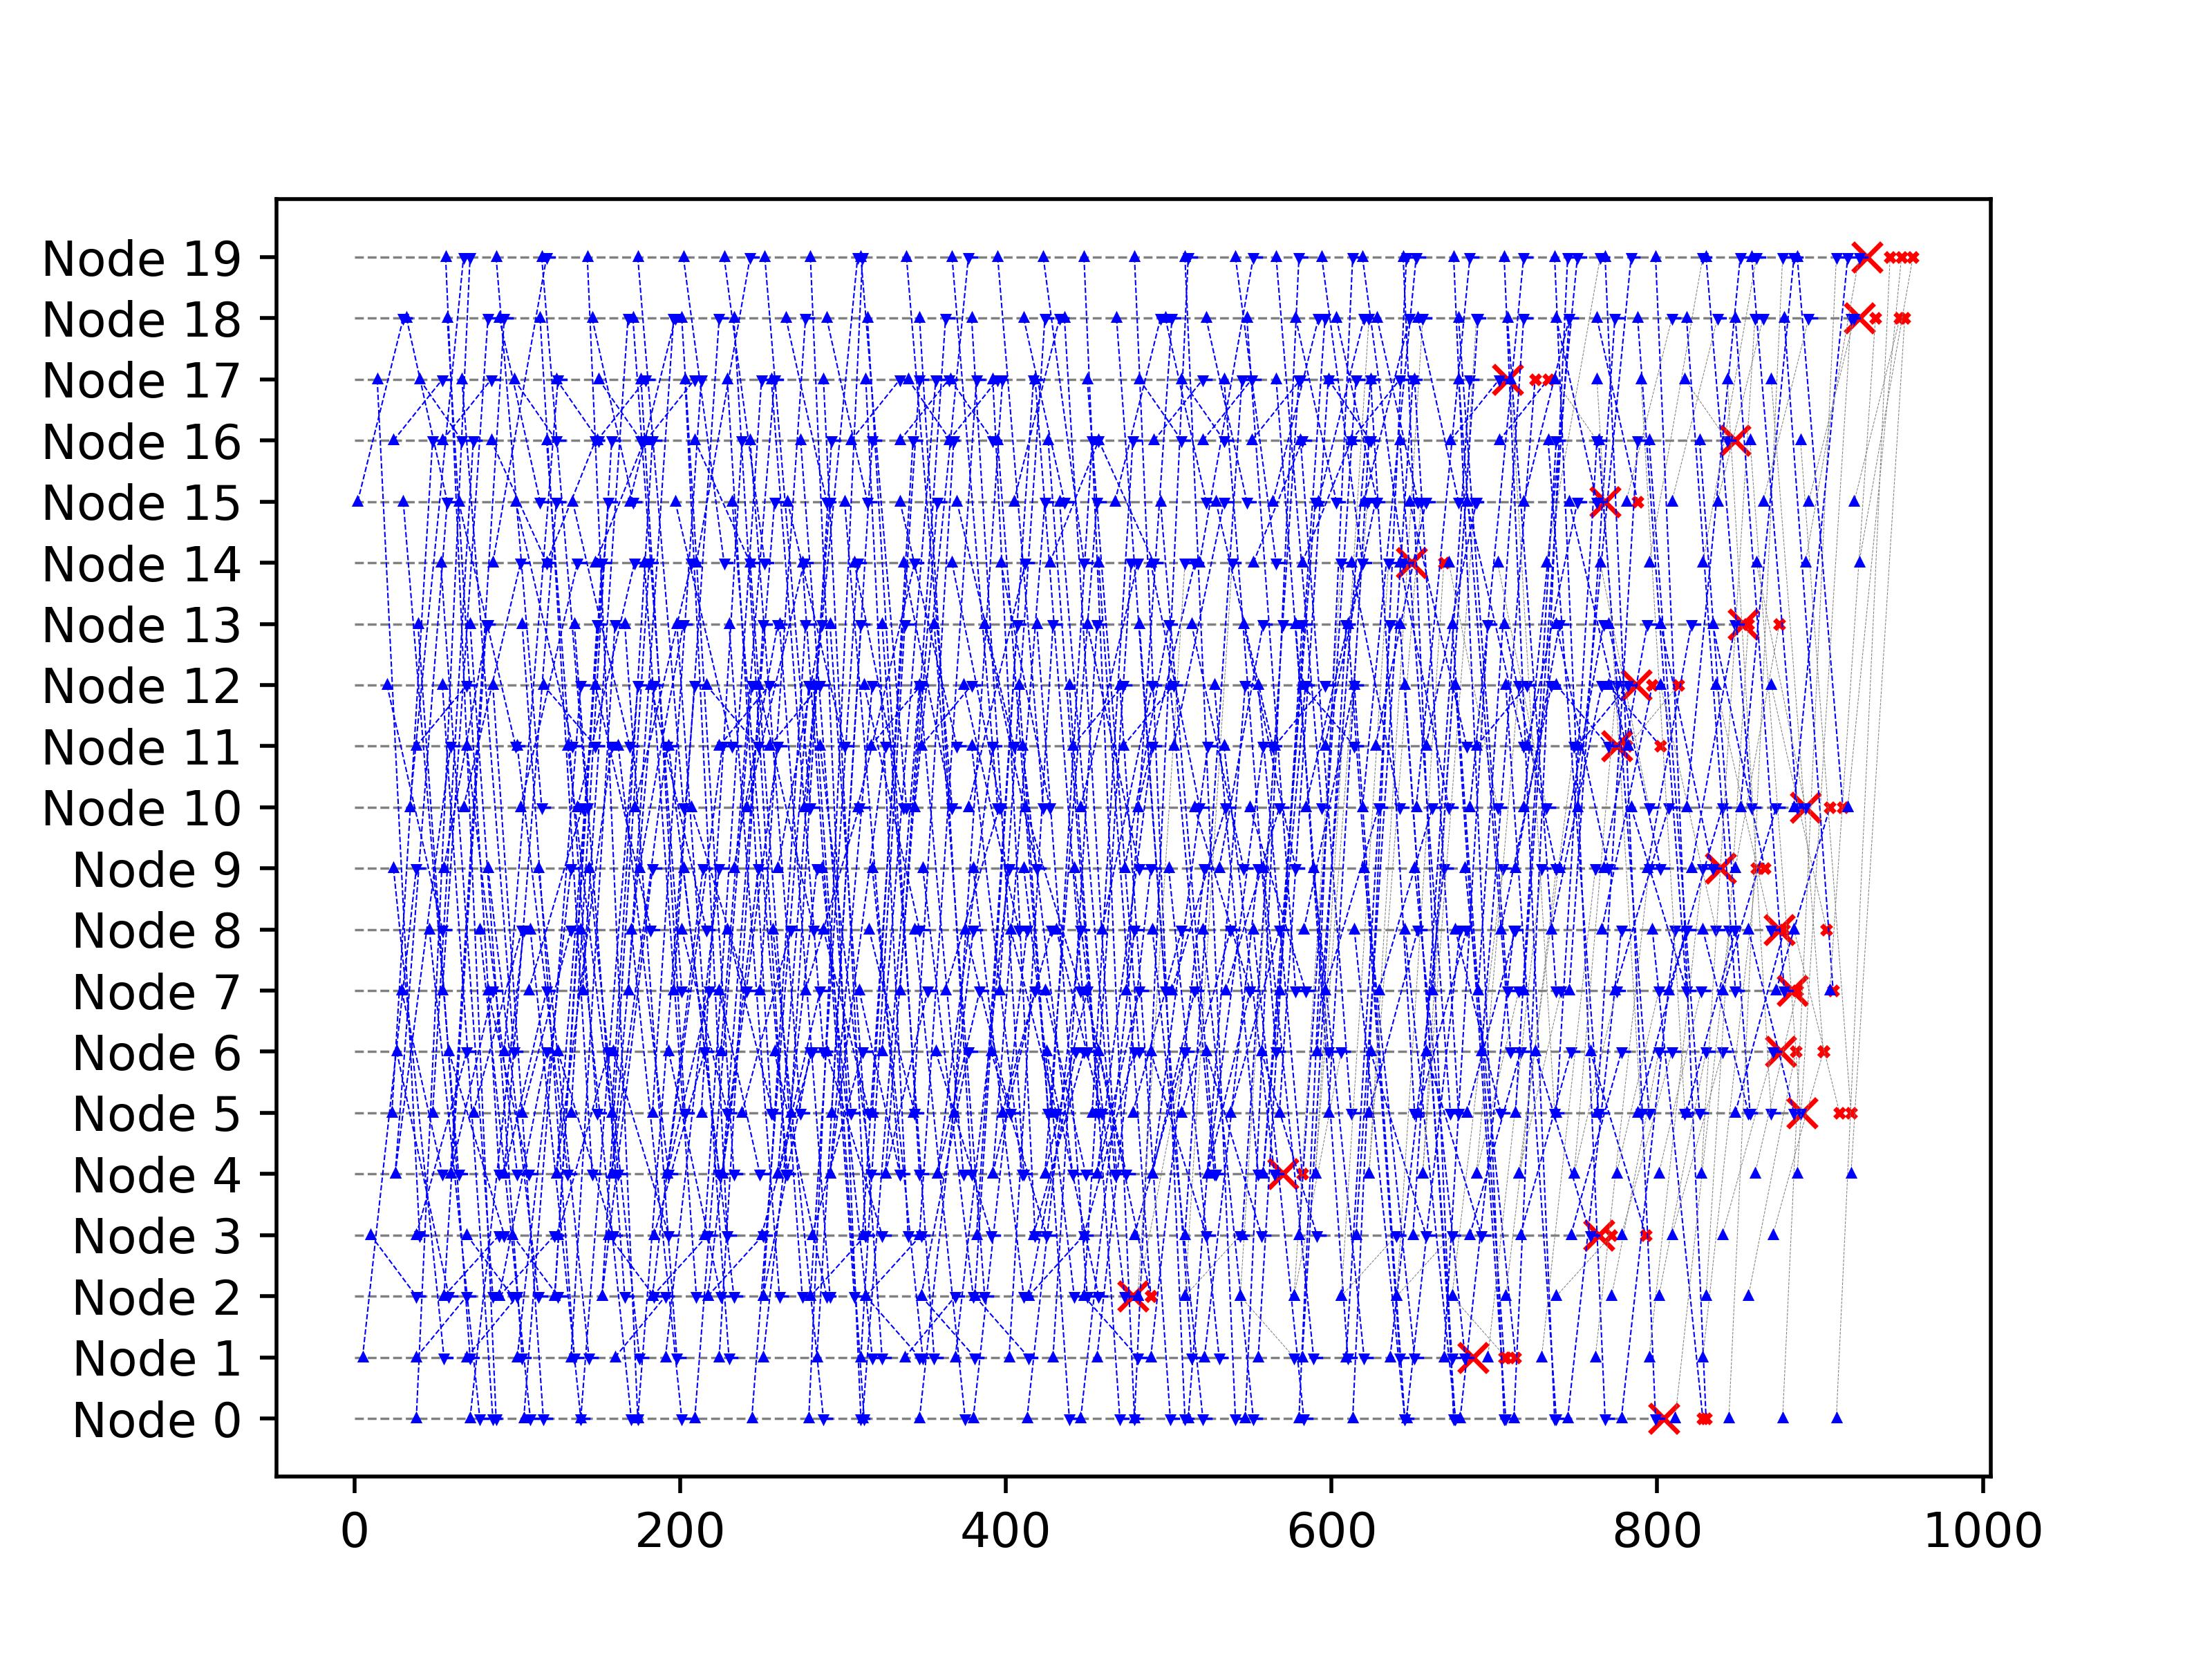 Node 19
Node 18
Node 17
Node 16
Node 15
Node 14
Node 13
Node 12
Node 11
Node 10
Node 9
Node 8
Node 7
Node 6
Node 5
Node 4
Node 3
Node 2
Node 1
Node 0
0 200 400 600 800 1000